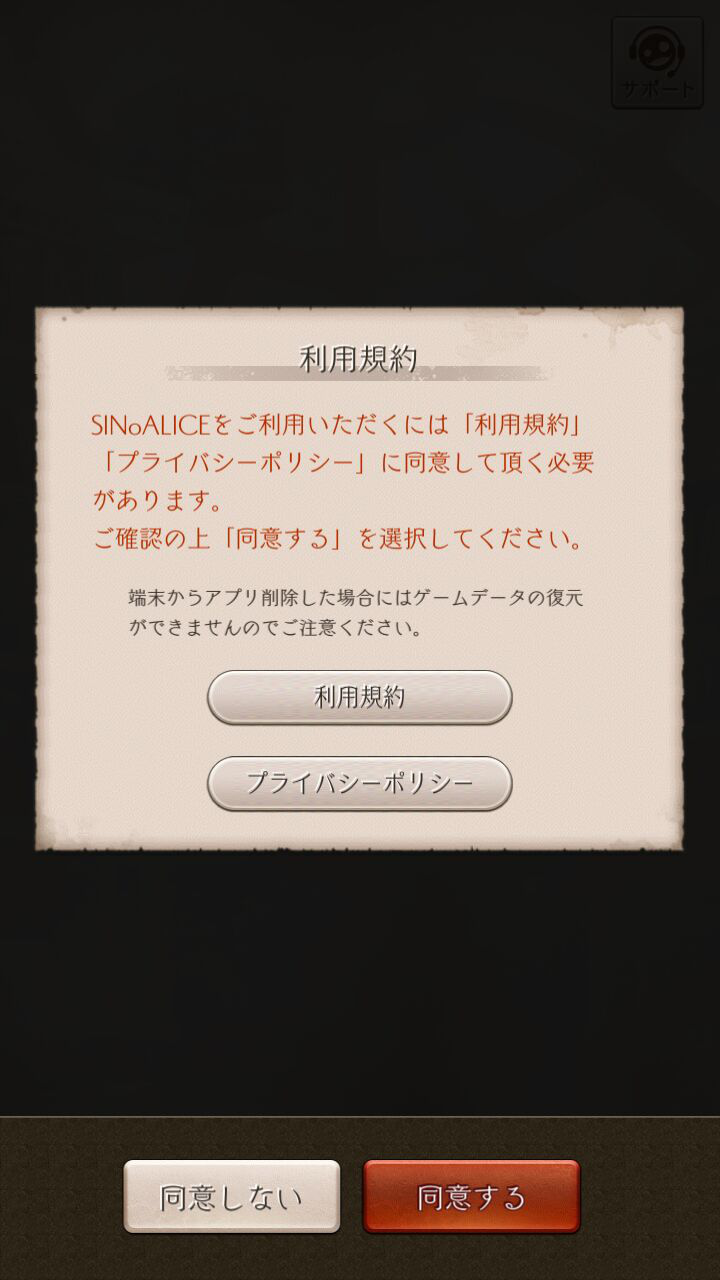 サポート
利用規約
SINoALICEをご利用いただくには「利用規約」
「プライバシーポリシー」に同意して頂く必要
があります。
ご確認の上「同意する」を選択してください。
端末からアプリ削除した場合にはゲームデータの復元
ができませんのでご注意ください。
利用規約
プライバシーポリシー
同意しない
同意する